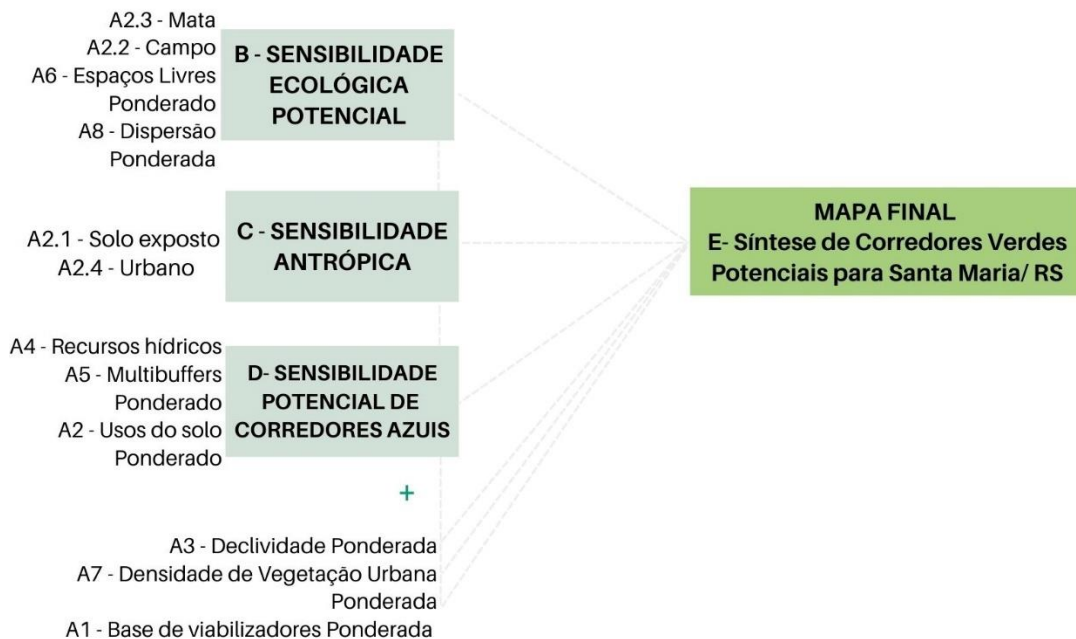 A2.3 - Mata
A2.2 - Campo
A6 - Espaços Livres
Ponderado
A8 - Dispersão
Ponderada
B - SENSIBILIDADE
ECOLÓGICA
POTENCIAL
A2.1 - Solo exposto
A2.4 - Urbano
C - SENSIBILIDADE
ANTRÓPICA
A4 - Recursos hídricos
A5 - Multibuffers
Ponderado
A2 - Usos do solo
Ponderado
D- SENSIBILIDADE
POTENCIAL DE
CORREDORES AZUIS
+
A3 - Declividade Ponderada
A7 - Densidade de Vegetação Urbana
Ponderada
A1 - Base de viabilizadores Ponderada
MAPA FINAL
E- Síntese de Corredores Verdes
Potenciais para Santa Maria/ RS